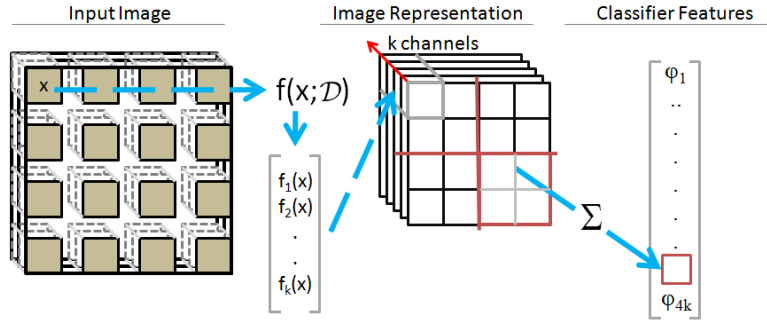 Input Image
Image Representation
Classifier Features
k channels
x
f(x; 𝒟)
f₁(x)
f₂(x)
.
.
fₖ(x)
Σ
φ₁
..
.
.
.
.
.
φ₄ₖ